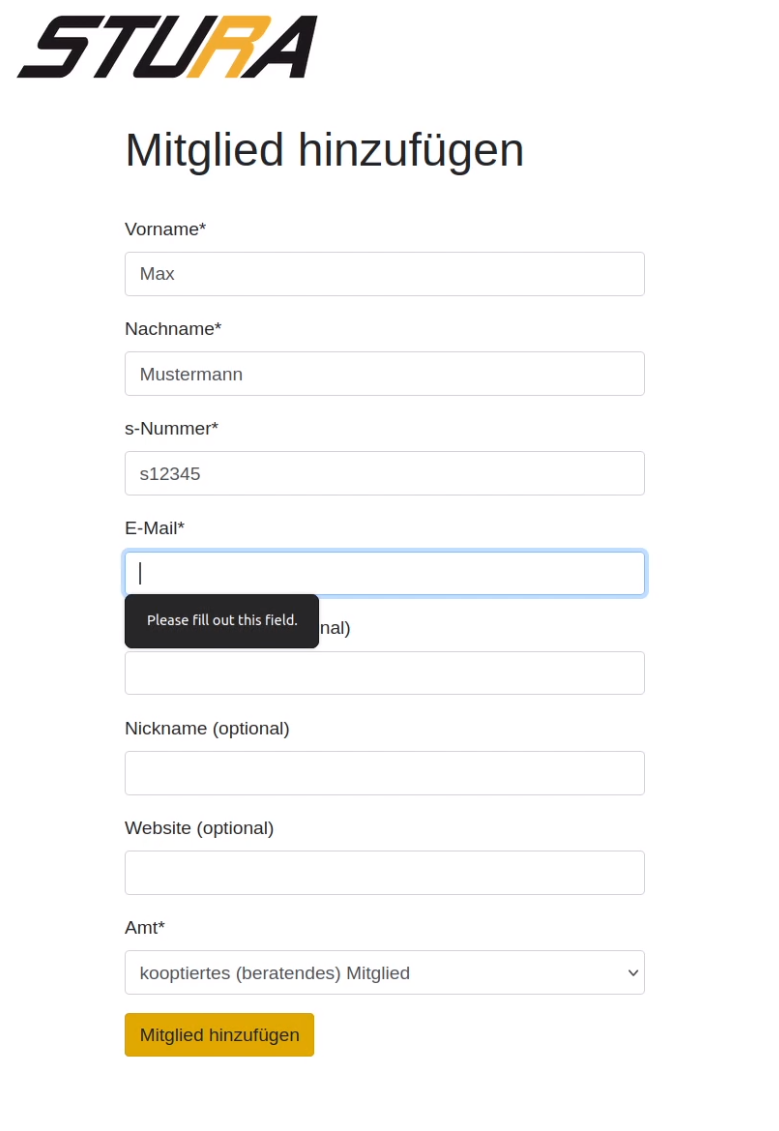 STURA
Mitglied hinzufügen
Vorname*
Max
Nachname*
Mustermann
s-Nummer*
s12345
E-Mail*
Please fill out this field.
nal)
Nickname (optional)
Website (optional)
Amt*
kooptiertes (beratendes) Mitglied
Mitglied hinzufügen